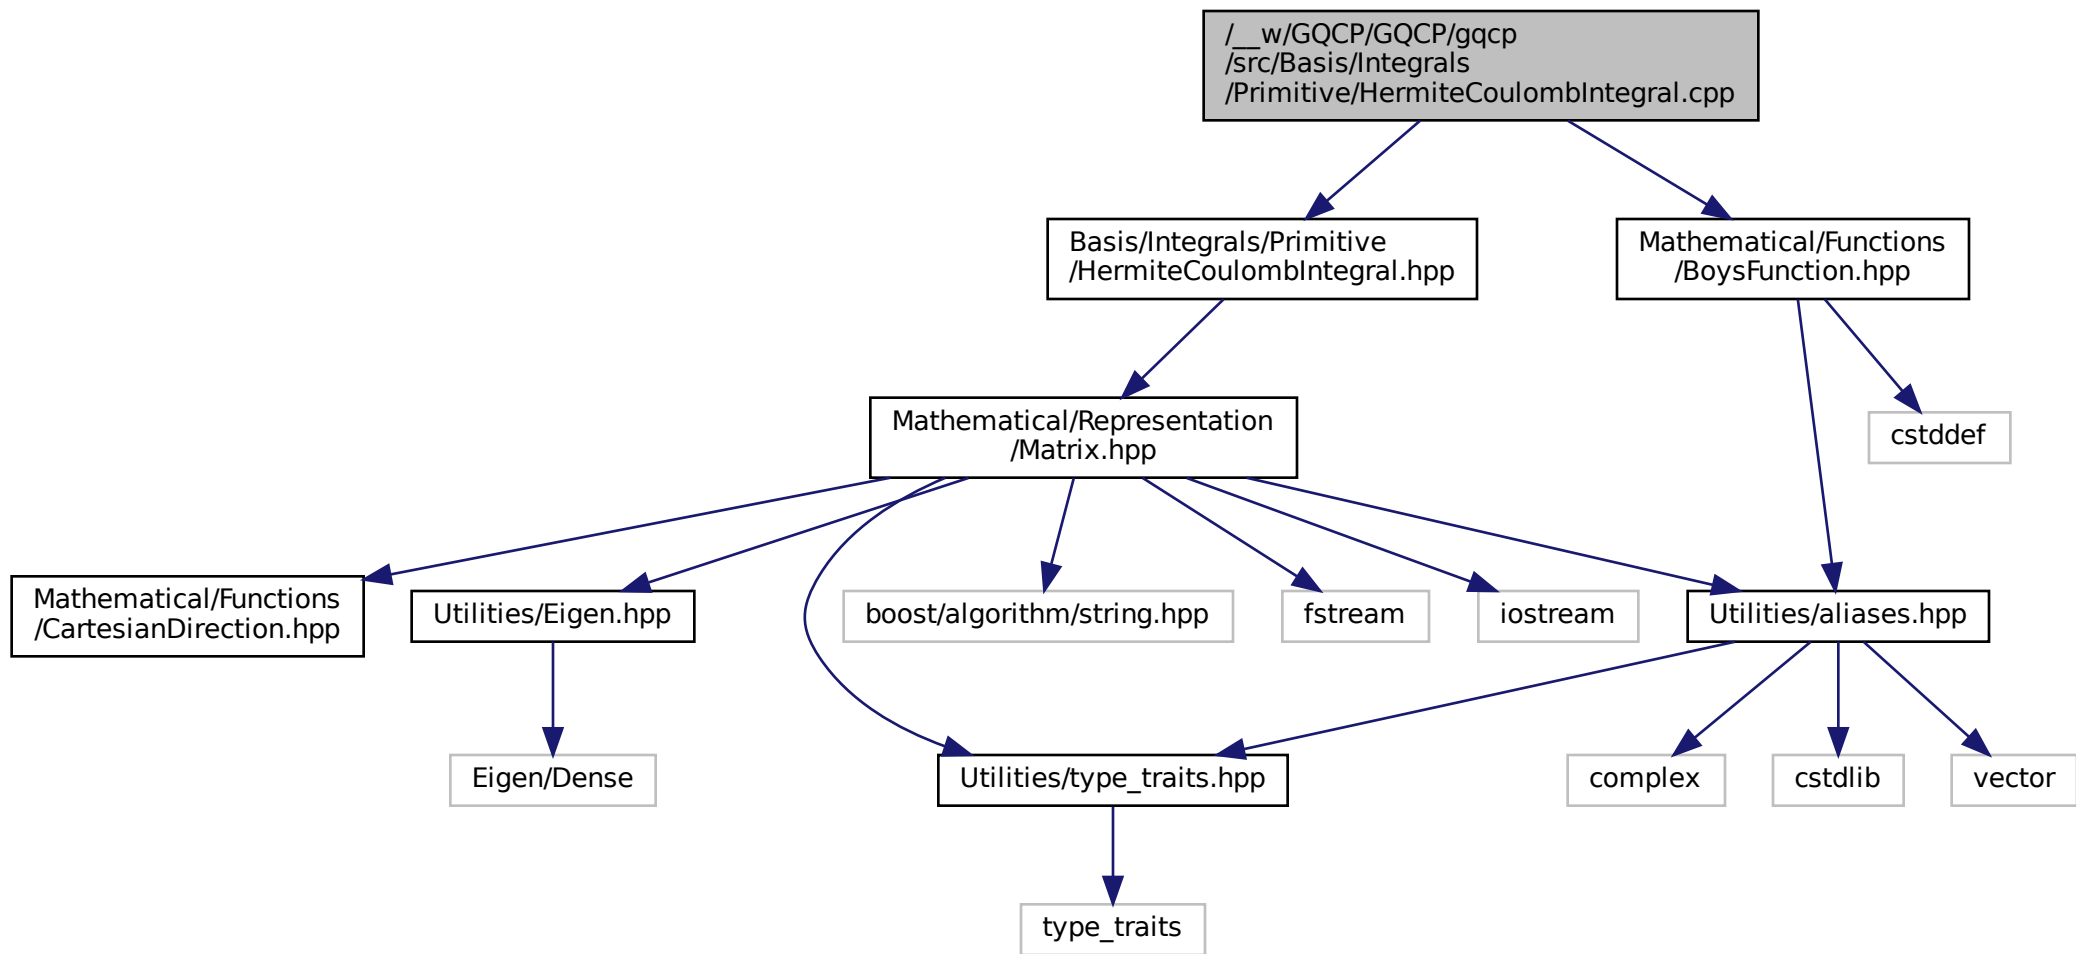 /__w/GQCP/GQCP/gqcp
/src/Basis/Integrals
/Primitive/HermiteCoulombIntegral.cpp
Basis/Integrals/Primitive
/HermiteCoulombIntegral.hpp
Mathematical/Functions
/BoysFunction.hpp
Mathematical/Representation
/Matrix.hpp
cstddef
Mathematical/Functions
/CartesianDirection.hpp
Utilities/Eigen.hpp
boost/algorithm/string.hpp
fstream
iostream
Utilities/aliases.hpp
Eigen/Dense
Utilities/type_traits.hpp
complex
cstdlib
vector
type_traits